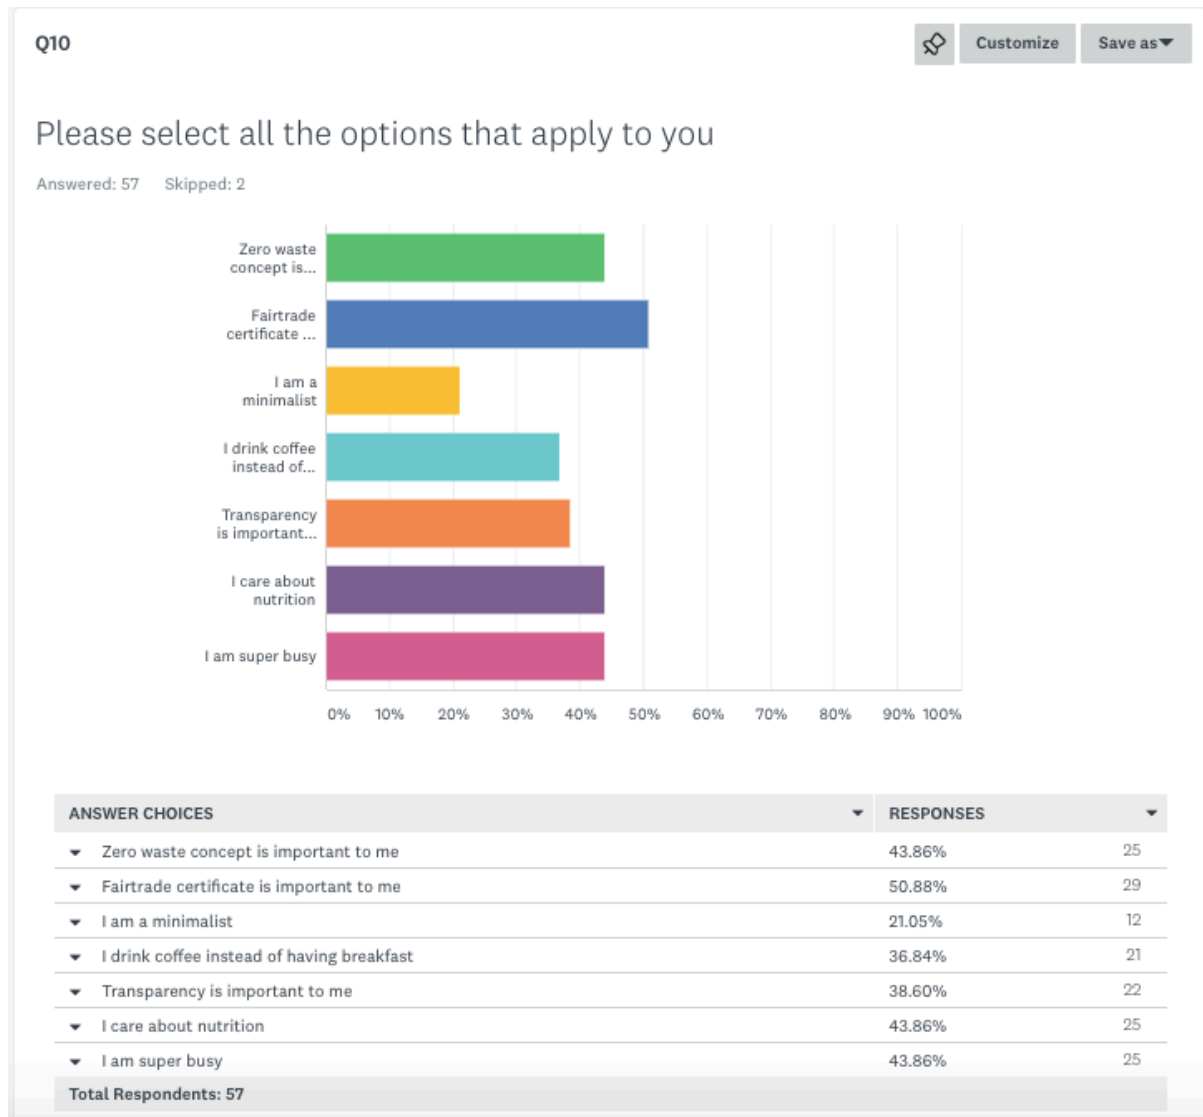 Q10
Customize
Save as
Please select all the options that apply to you
Answered: 57 Skipped: 2
Zero waste
concept is...
Fairtrade
certificate ...
I am a
minimalist
I drink coffee
instead of...
Transparency
is important...
I care about
nutrition
I am super busy
0% 10% 20% 30% 40% 50% 60% 70% 80% 90% 100%
ANSWER CHOICES RESPONSES
Zero waste concept is important to me 43.86% 25
Fairtrade certificate is important to me 50.88% 29
I am a minimalist 21.05% 12
I drink coffee instead of having breakfast 36.84% 21
Transparency is important to me 38.60% 22
I care about nutrition 43.86% 25
I am super busy 43.86% 25
Total Respondents: 57